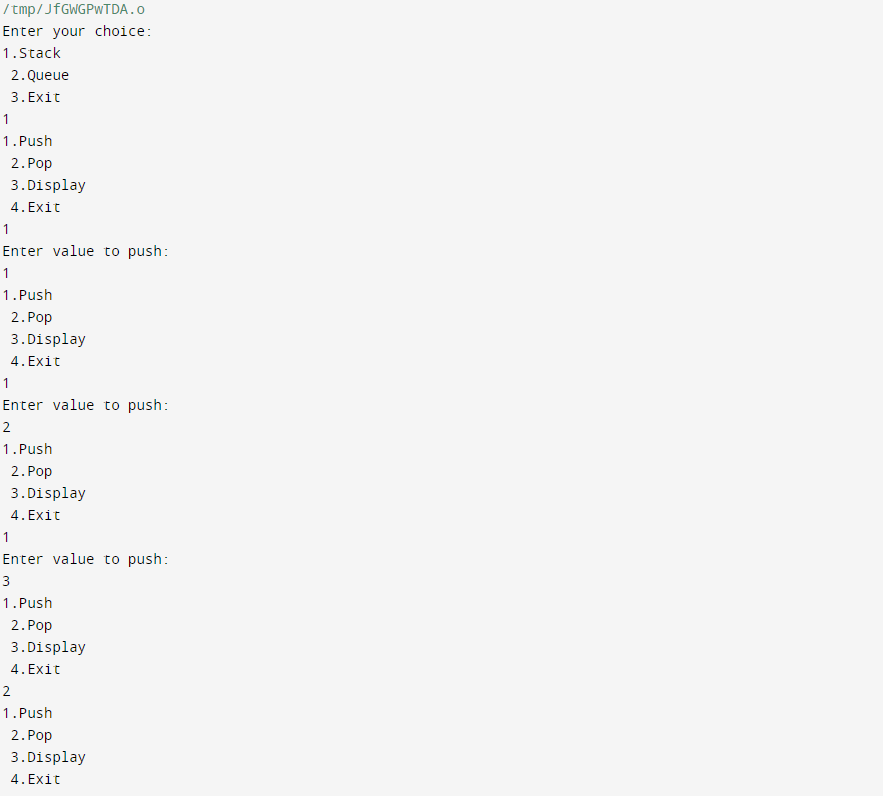 /tmp/JfGWGPwTDA.o
Enter your choice:
1.Stack
 2.Queue
 3.Exit
1
1.Push
 2.Pop
 3.Display
 4.Exit
1
Enter value to push:
1
1.Push
 2.Pop
 3.Display
 4.Exit
1
Enter value to push:
2
1.Push
 2.Pop
 3.Display
 4.Exit
1
Enter value to push:
3
1.Push
 2.Pop
 3.Display
 4.Exit
2
1.Push
 2.Pop
 3.Display
 4.Exit